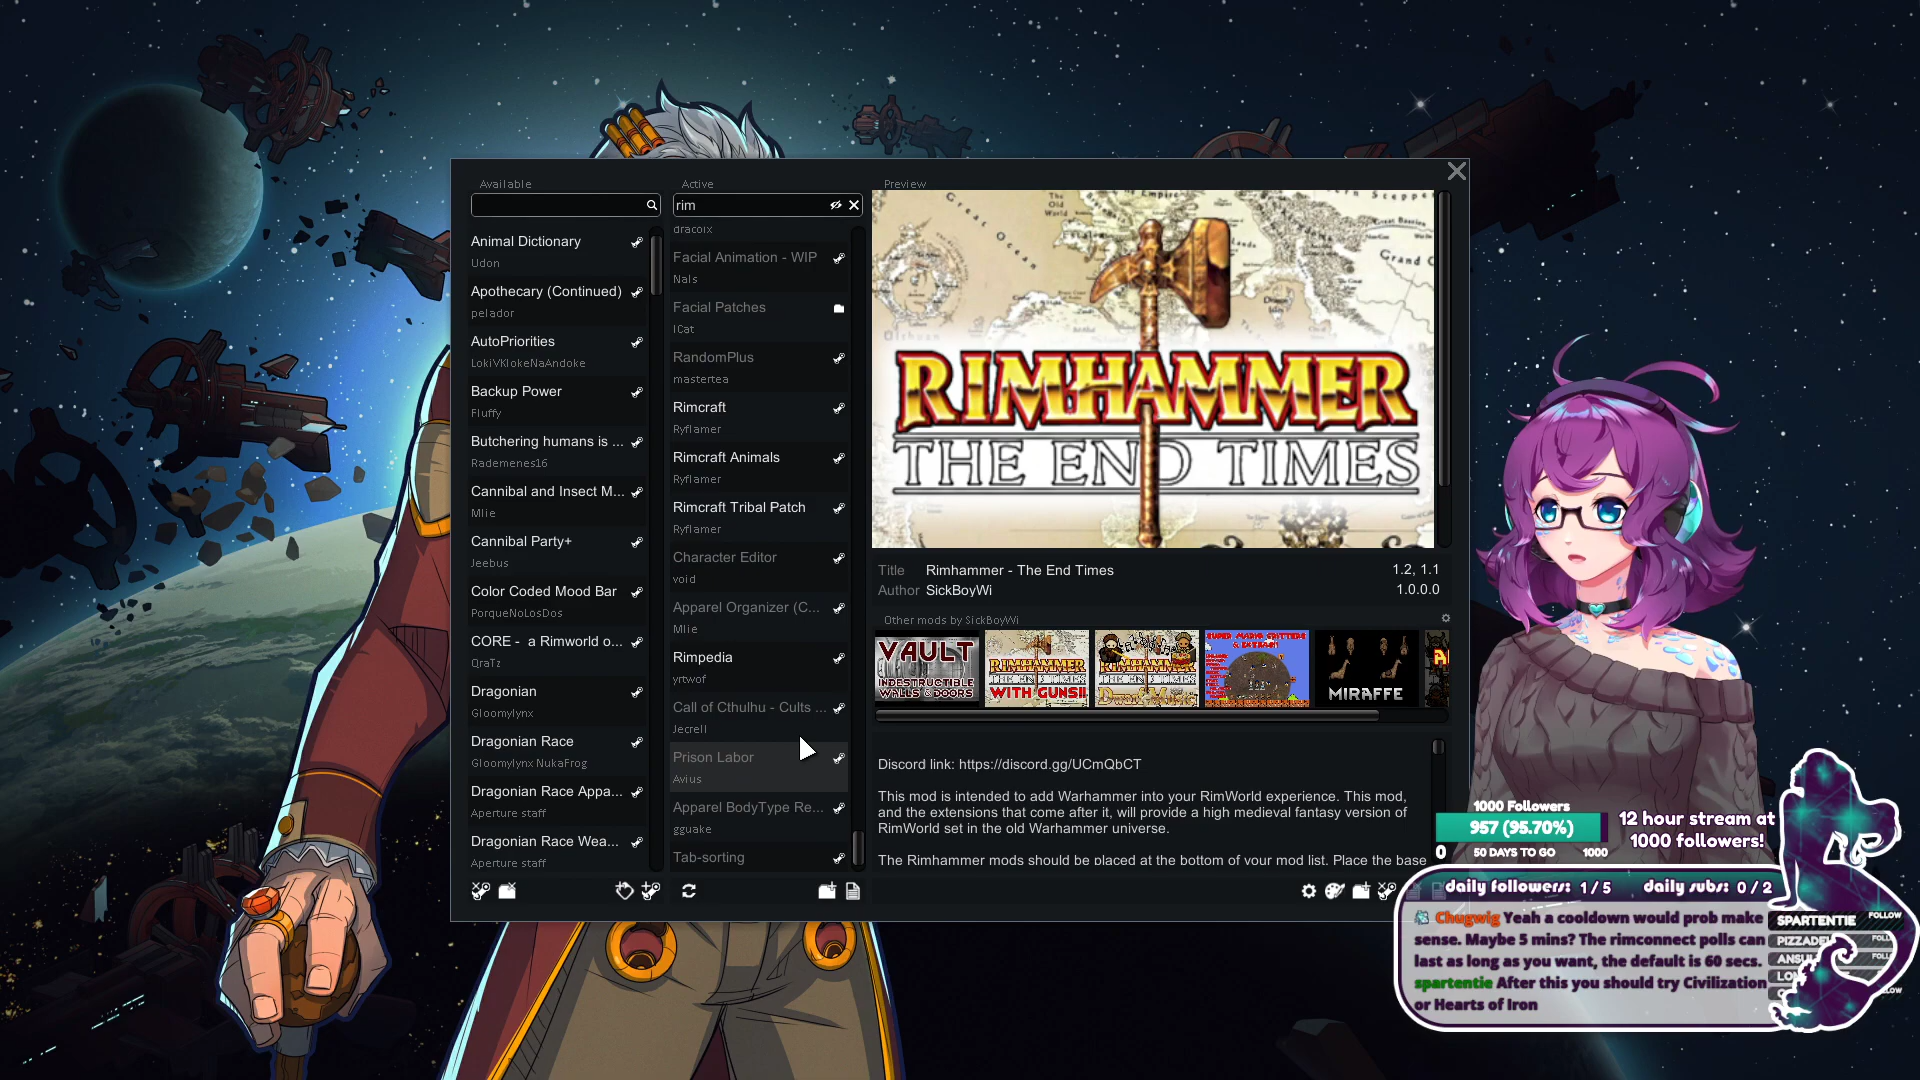 Available
Animal Dictionary
Udon
Apothecary (Continued)
pelador
AutoPriorities
LokiVKlokeNaAndoke
Backup Power
Fluffy
Butchering humans is ...
Rademenes16
Cannibal and Insect M...
Mlie
Cannibal Party+
Jeebus
Color Coded Mood Bar
PorqueNoLosDos
CORE - a Rimworld o...
QraTz
Dragonian
Gloomylynx
Dragonian Race
Gloomylynx NukaFrog
Dragonian Race Appa...
Aperture staff
Dragonian Race Wea...
Aperture staff
Active
rim
dracoix
Facial Animation - WIP
Nals
Facial Patches
ICat
RandomPlus
mastertea
Rimcraft
Ryflamer
Rimcraft Animals
Ryflamer
Rimcraft Tribal Patch
Ryflamer
Character Editor
void
Apparel Organizer (C...
Mlie
Rimpedia
yrtwof
Call of Cthulhu - Cults ...
Jecrell
Prison Labor
Avius
Apparel BodyType Re...
gguake
Tab-sorting
Preview
RIMHAMMER
THE END TIMES
Title Rimhammer - The End Times 1.2, 1.1
Author SickBoyWi 1.0.0.0
Other mods by SickBoyWi
VAULT
INDESTRUCTIBLE
WALLS & DOORS
RIMHAMMER
THE END TIMES
WITH GUNS!!
RIMHAMMER
SUPER MARIO CRITTERS
MIRAFFE
Discord link: https://discord.gg/UCmQbCT
This mod is intended to add Warhammer into your RimWorld experience. This mod,
and the extensions that come after it, will provide a high medieval fantasy version of
RimWorld set in the old Warhammer universe.
The Rimhammer mods should be placed at the bottom of your mod list. Place the base
1000 Followers
957 (95.70%)
0 50 DAYS TO GO 1000
12 hour stream at
1000 followers!
daily followers: 1/5 daily subs: 0/2
Chugwig Yeah a cooldown would prob make
sense. Maybe 5 mins? The rimconnect polls can
last as long as you want, the default is 60 secs.
spartentie After this you should try Civilization
or Hearts of Iron
SPARTENTIE FOLLOW